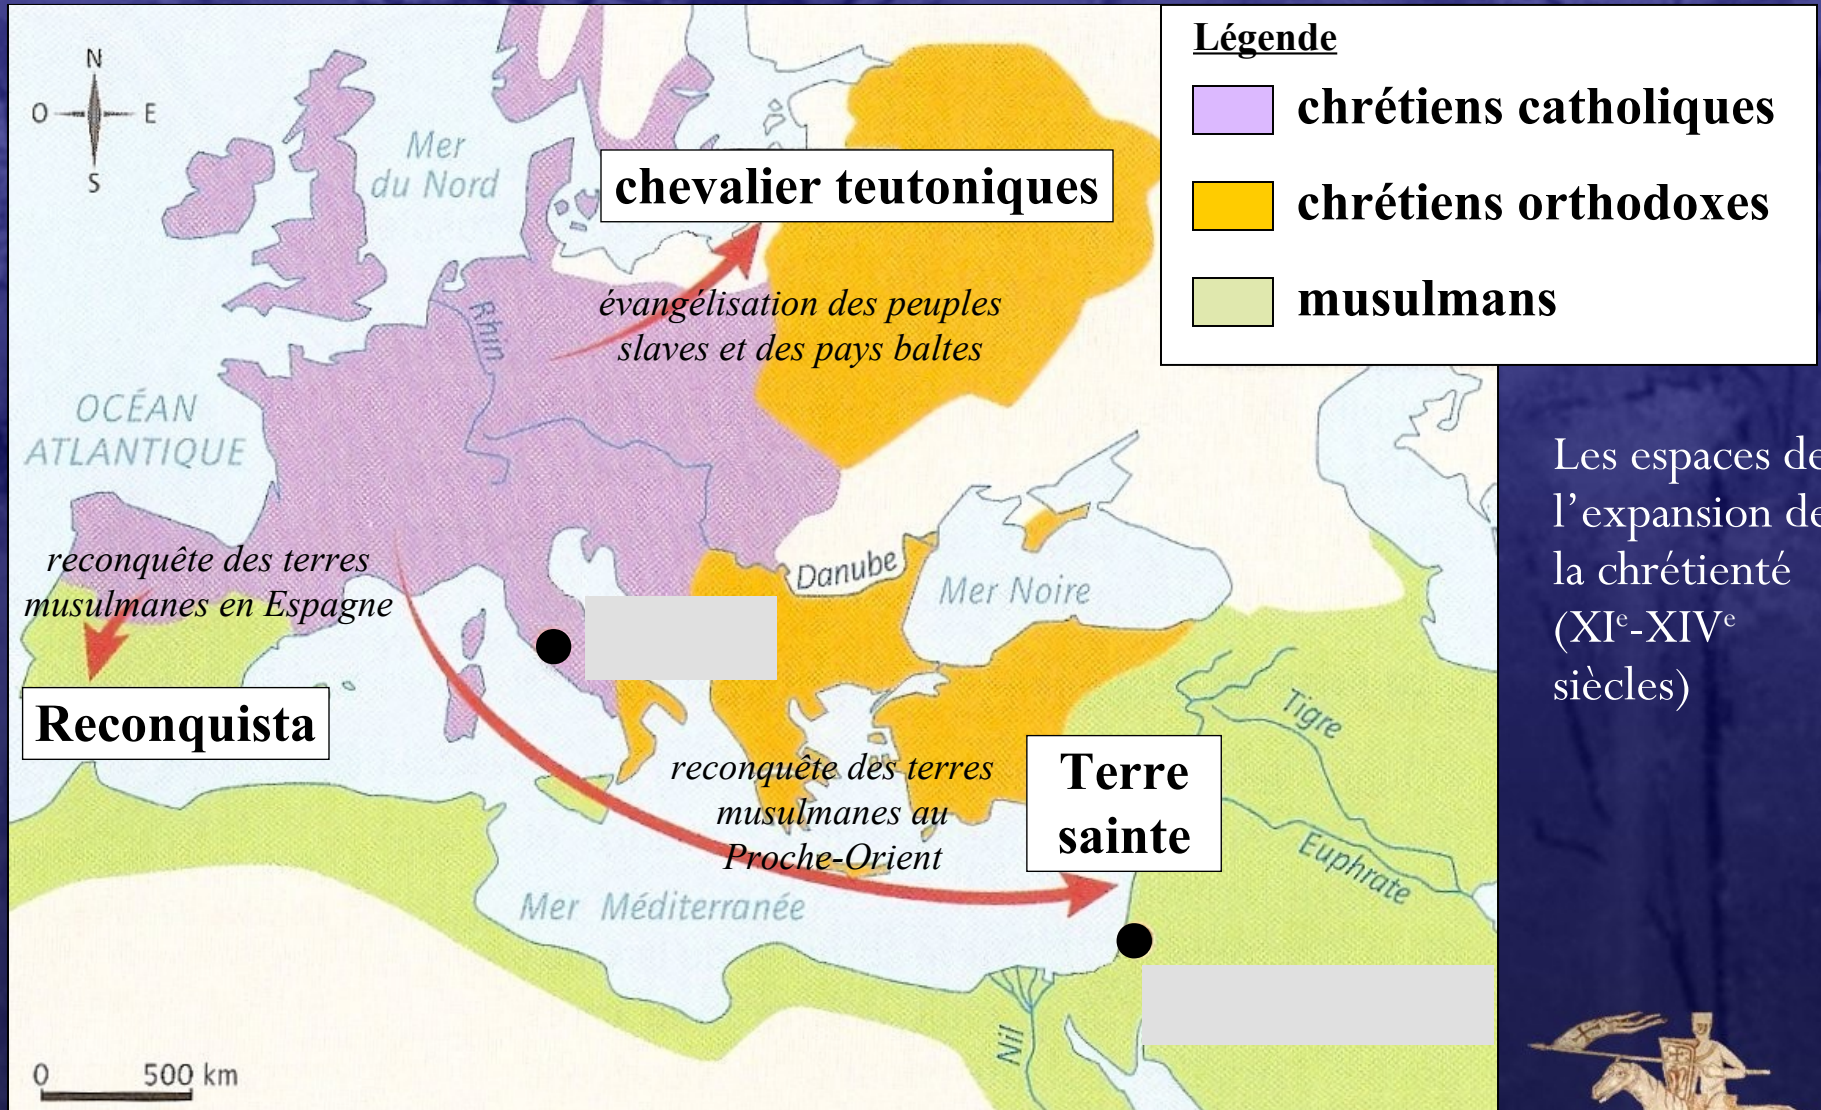 Légende
chrétiens catholiques
chrétiens orthodoxes
musulmans
N
O
E
S
Mer
du Nord
chevalier teutoniques
évangélisation des peuples
slaves et des pays baltes
Rhin
OCÉAN
ATLANTIQUE
reconquête des terres
musulmanes en Espagne
Reconquista
Danube
Mer Noire
Tigre
Euphrate
reconquête des terres
musulmanes au
Proche-Orient
Terre
sainte
Mer Méditerranée
Nil
0 500 km
Les espaces de
l’expansion de
la chrétienté
(XIe-XIVe
siècles)